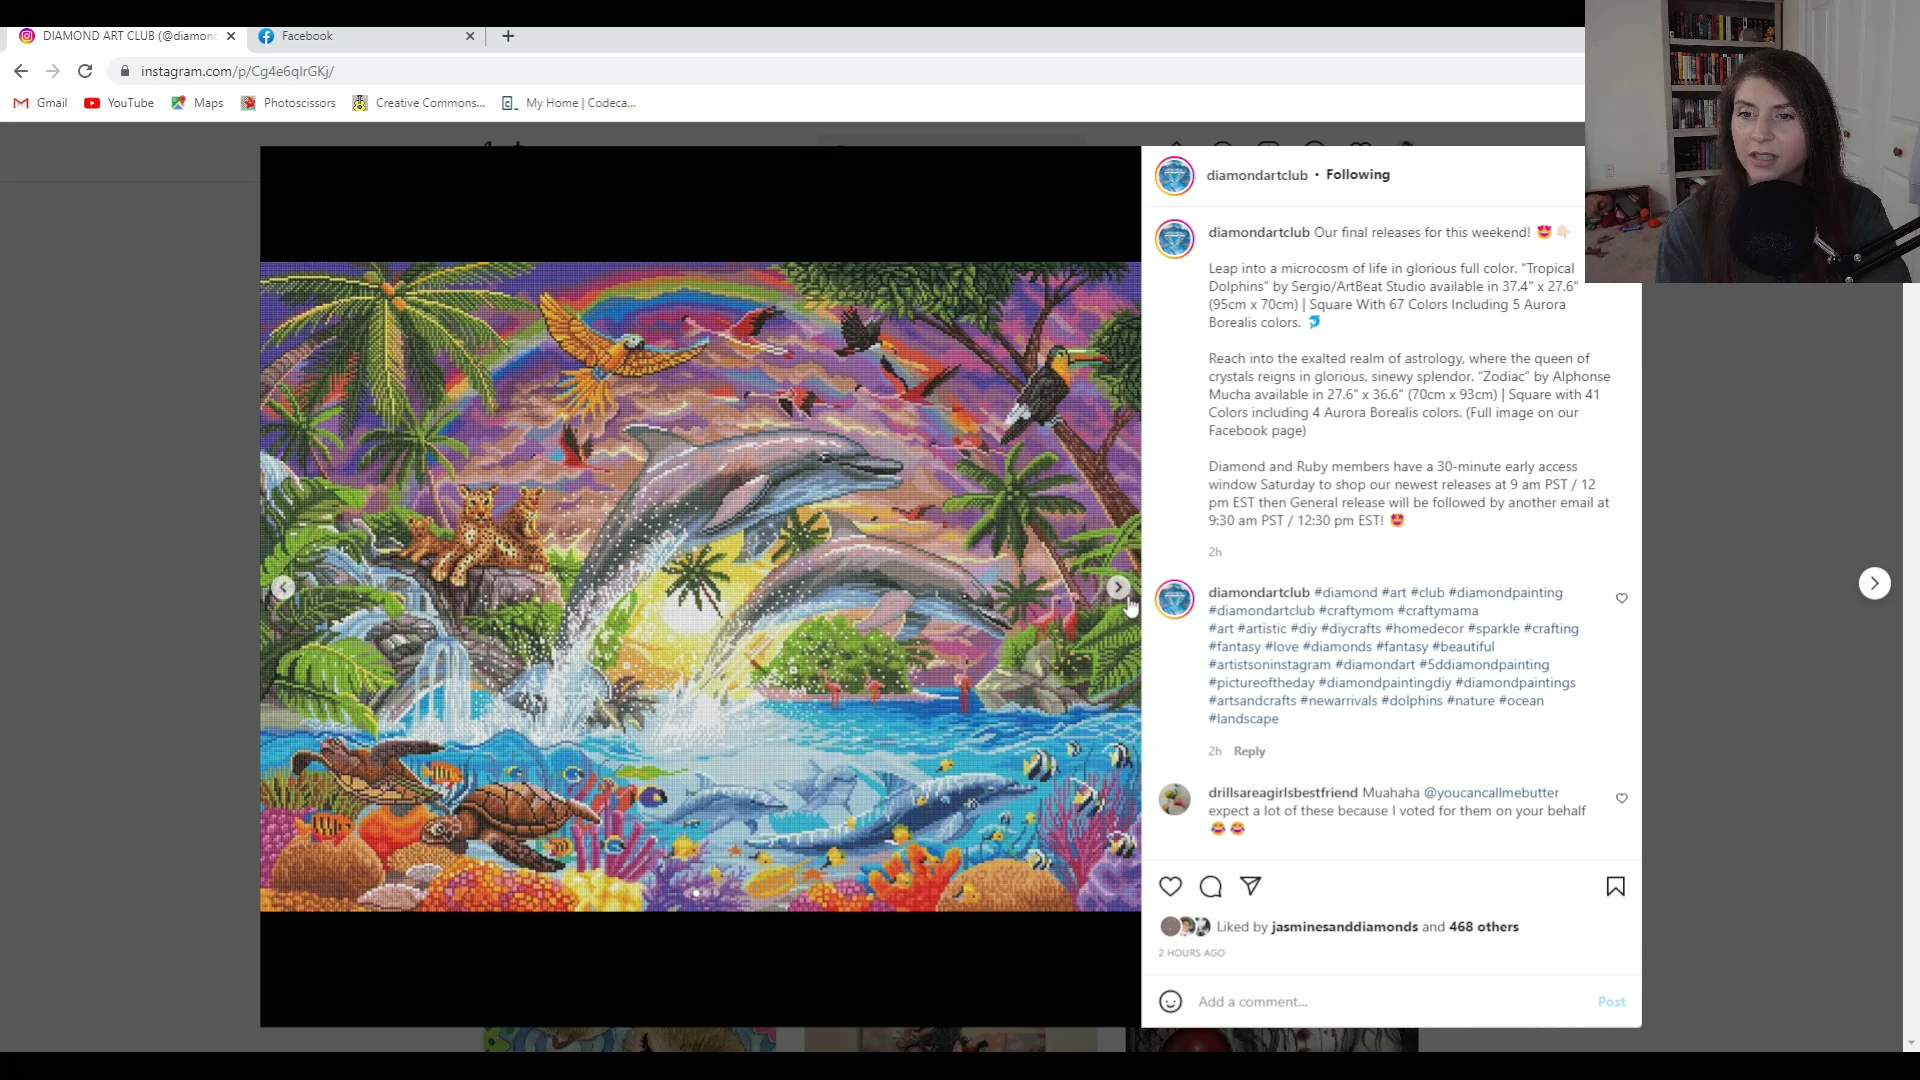 DIAMOND ART CLUB (@diamon
Facebook
instagram.com/p/Cg4e6qlrGKj/
Gmail
YouTube
Maps
Photoscissors
Creative Commons...
My Home | Codeca...
diamondartclub • Following
diamondartclub Our final releases for this weekend! 🤩👇🏻
Leap into a microcosm of life in glorious full color. "Tropical
Dolphins" by Sergio/ArtBeat Studio available in 37.4" x 27.6"
(95cm x 70cm) | Square With 67 Colors Including 5 Aurora
Borealis colors. 🐬
Reach into the exalted realm of astrology, where the queen of
crystals reigns in glorious, sinewy splendor. "Zodiac" by Alphonse
Mucha available in 27.6" x 36.6" (70cm x 93cm) | Square with 41
Colors including 4 Aurora Borealis colors. (Full image on our
Facebook page)
Diamond and Ruby members have a 30-minute early access
window Saturday to shop our newest releases at 9 am PST / 12
pm EST then General release will be followed by another email at
9:30 am PST / 12:30 pm EST! 🤩
2h
diamondartclub #diamond #art #club #diamondpainting
#diamondartclub #craftymom #craftymama
#art #artistic #diy #diycrafts #homedecor #sparkle #crafting
#fantasy #love #diamonds #fantasy #beautiful
#artistsoninstagram #diamondart #5ddiamondpainting
#pictureoftheday #diamondpaintingdiy #diamondpaintings
#artsandcrafts #newarrivals #dolphins #nature #ocean
#landscape
2h Reply
drillsareagirlsbestfriend Muahaha @youcancallmebutter
expect a lot of these because I voted for them on your behalf
😂😂
Liked by jasminesanddiamonds and 468 others
2 HOURS AGO
Add a comment...
Post